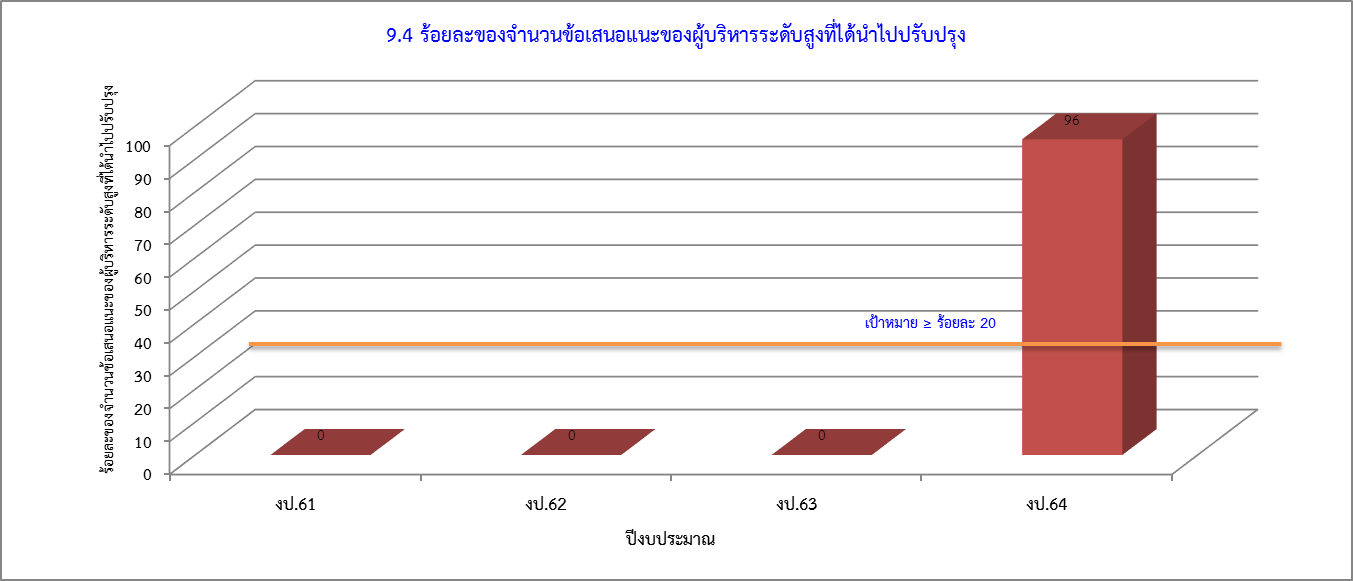 9.4 ร้อยละของจำนวนข้อเสนอแนะของผู้บริหารระดับสูงที่ได้นำไปปรับปรุง
ร้อยละของจำนวนข้อเสนอแนะของผู้บริหารระดับสูงที่ได้นำไปปรับปรุง
100
90
80
70
60
50
40
30
20
10
0
96
เป้าหมาย ≥ ร้อยละ 20
0 0 0
งป.61 งป.62 งป.63 งป.64
ปีงบประมาณ